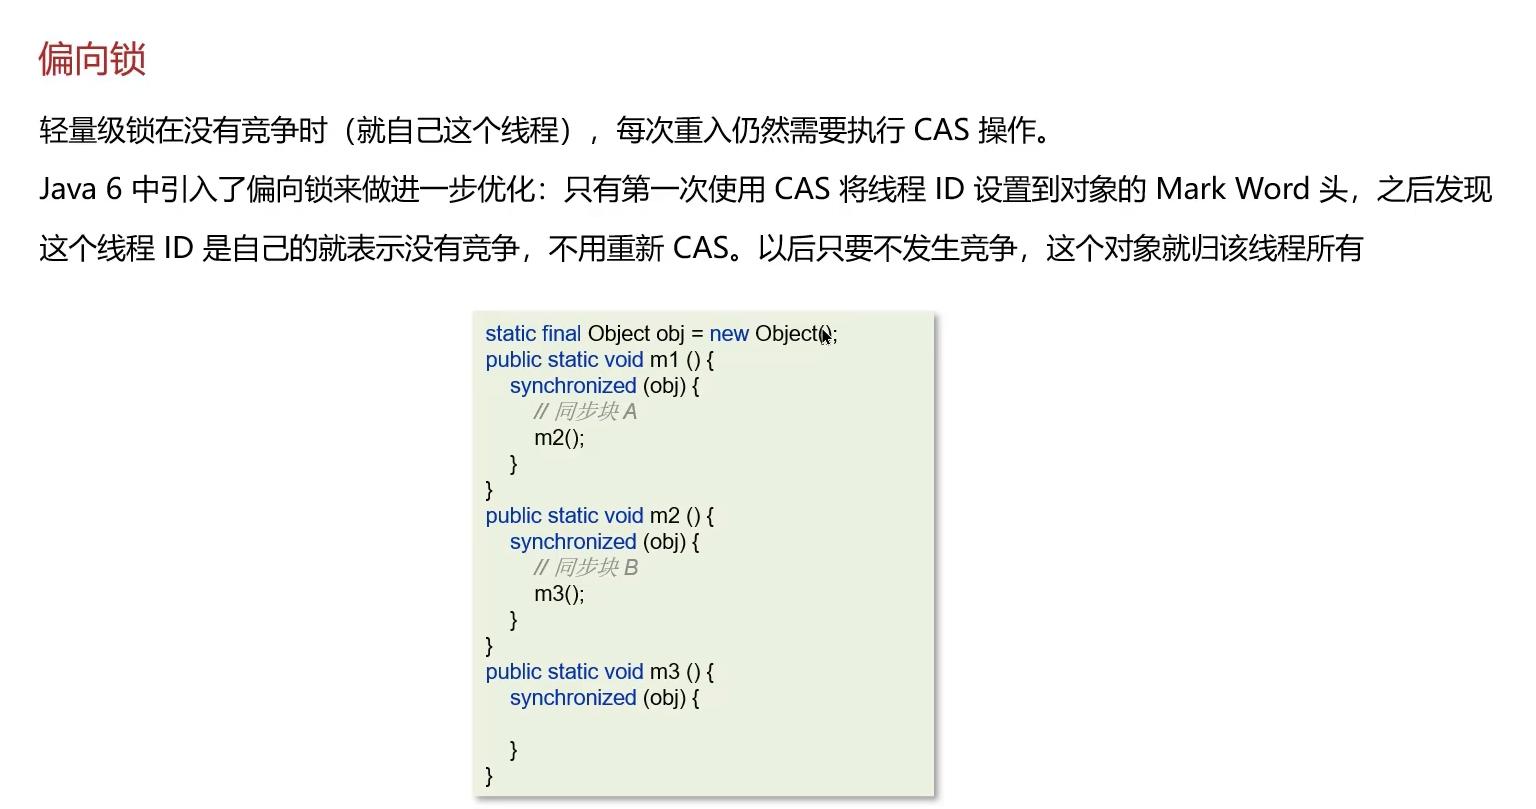 偏向锁
轻量级锁在没有竞争时（就自己这个线程），每次重入仍然需要执行 CAS 操作。
Java 6 中引入了偏向锁来做进一步优化：只有第一次使用 CAS 将线程 ID 设置到对象的 Mark Word 头，之后发现
这个线程 ID 是自己的就表示没有竞争，不用重新 CAS。以后只要不发生竞争，这个对象就归该线程所有
static final Object obj = new Object();
public static void m1 () {
synchronized (obj) {
// 同步块 A
m2();
}
}
public static void m2 () {
synchronized (obj) {
// 同步块 B
m3();
}
}
public static void m3 () {
synchronized (obj) {
}
}